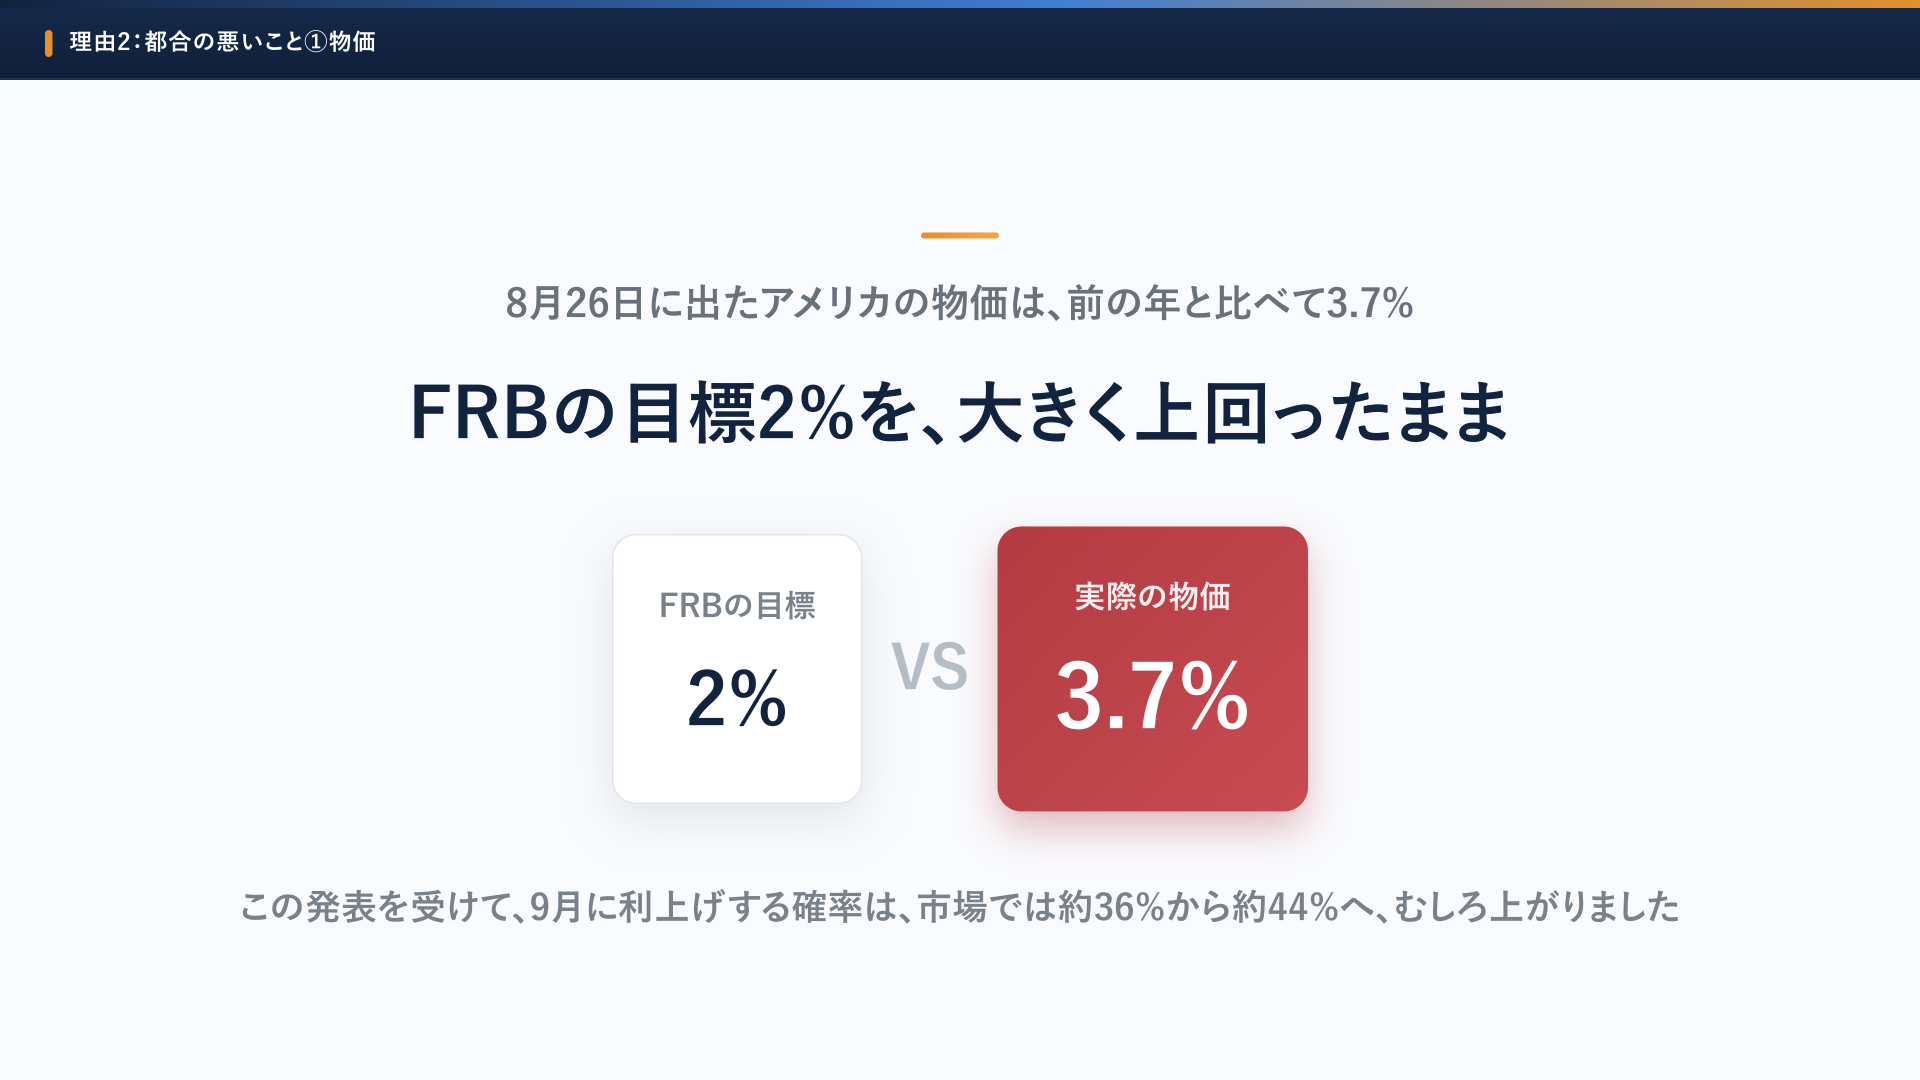 理由2：都合の悪いこと①物価
8月26日に出たアメリカの物価は、前の年と比べて3.7%
FRBの目標2%を、大きく上回ったまま
FRBの目標
2%
VS
実際の物価
3.7%
この発表を受けて、9月に利上げする確率は、市場では約36%から約44%へ、むしろ上がりました